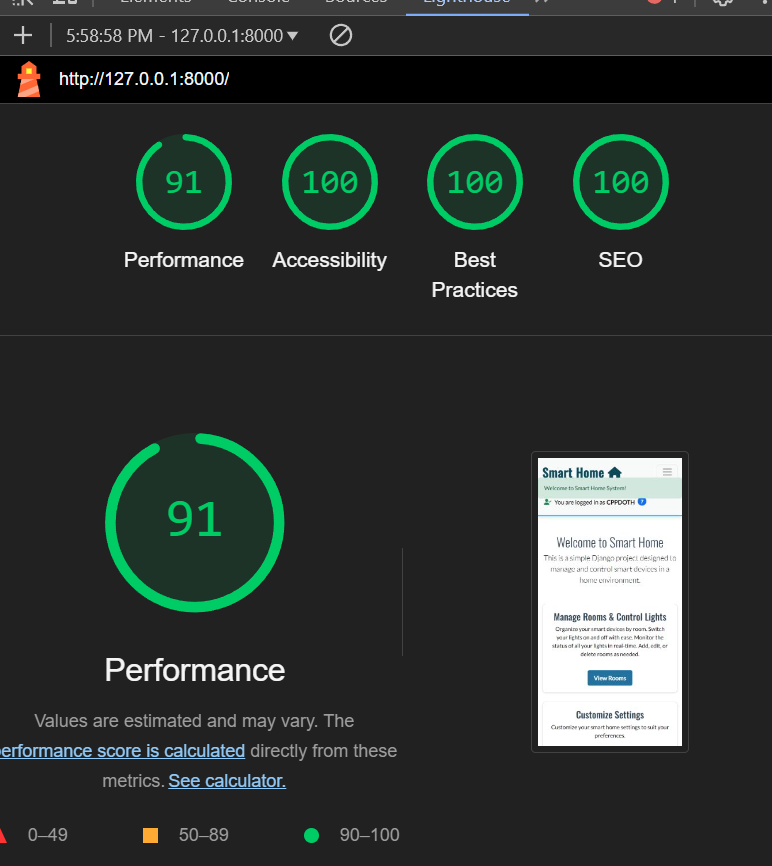 Elements Console Sources Lighthouse
5:58:58 PM - 127.0.0.1:8000
http://127.0.0.1:8000/
91
100
100
100
Performance
Accessibility
Best
Practices
SEO
91
Performance
Values are estimated and may vary. The
performance score is calculated directly from these
metrics. See calculator.
0–49
50–89
90–100
Smart Home
Welcome to Smart Home System!
You are logged in as CPPDOTH
Welcome to Smart Home
This is a simple Django project designed to
manage and control smart devices in a
home environment.
Manage Rooms & Control Lights
Organize your smart devices by room. Switch
your lights on and off with ease. Monitor the
status of all your lights in real-time. Add, edit, or
delete rooms as needed.
View Rooms
Customize Settings
Customize your smart home settings to suit your
preferences.